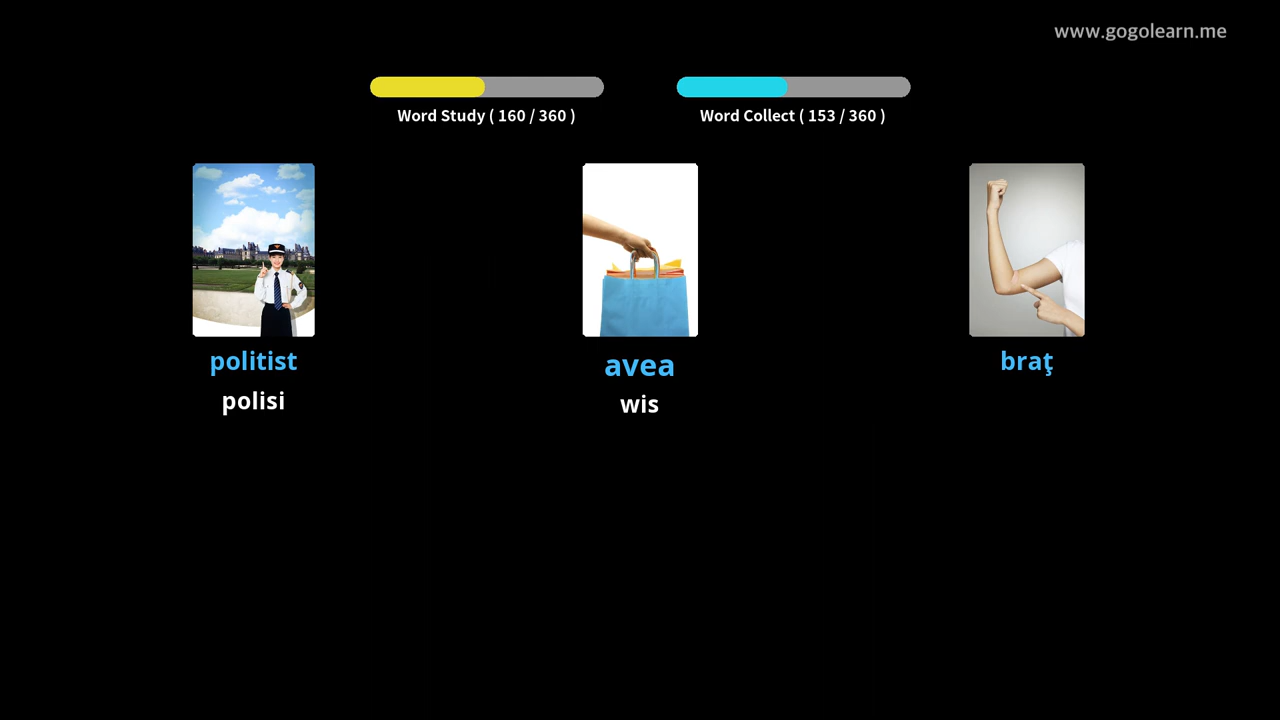 www.gogolearn.me
Word Study ( 160 / 360 )
Word Collect ( 153 / 360 )
politist
avea
braţ
polisi
wis